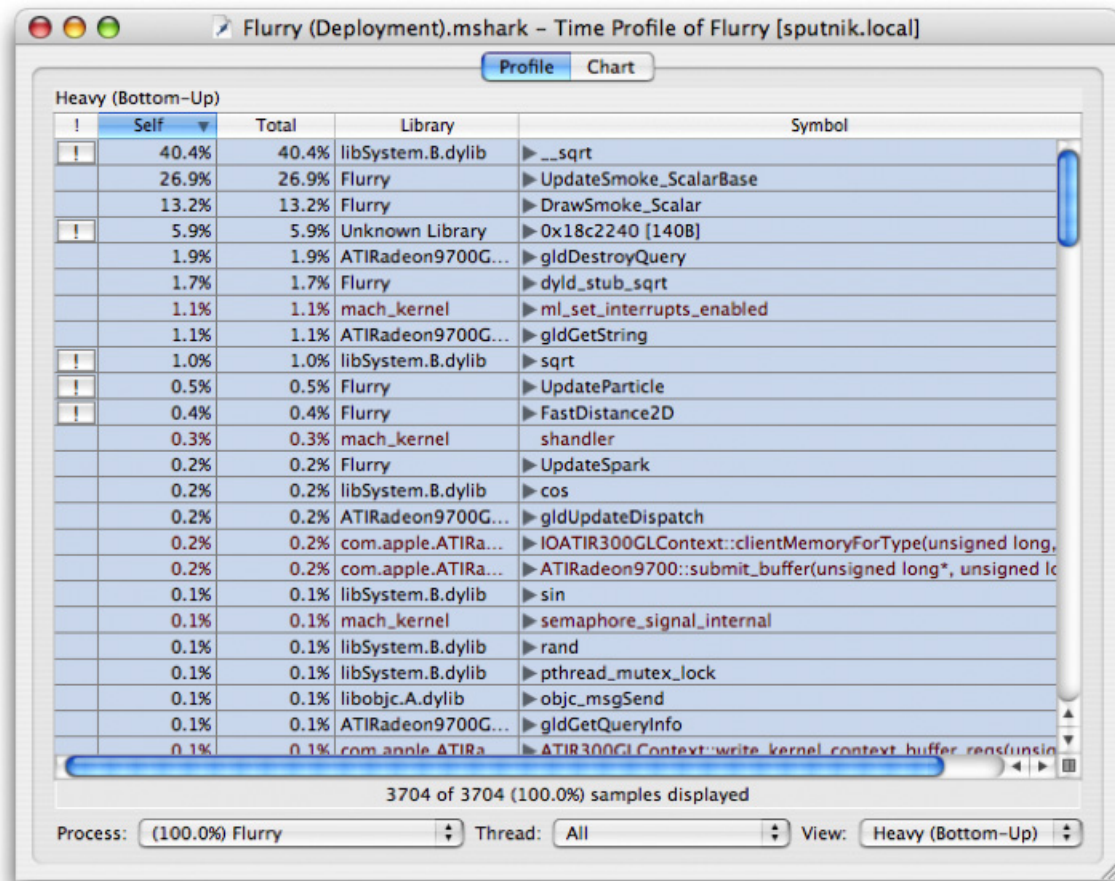 Flurry (Deployment).mshark – Time Profile of Flurry [sputnik.local]
Profile Chart
Heavy (Bottom-Up)
! Self Total Library Symbol
! 40.4% 40.4% libSystem.B.dylib __sqrt
26.9% 26.9% Flurry UpdateSmoke_ScalarBase
13.2% 13.2% Flurry DrawSmoke_Scalar
! 5.9% 5.9% Unknown Library 0x18c2240 [140B]
1.9% 1.9% ATIRadeon9700G... gldDestroyQuery
1.7% 1.7% Flurry dyld_stub_sqrt
1.1% 1.1% mach_kernel ml_set_interrupts_enabled
1.1% 1.1% ATIRadeon9700G... gldGetString
! 1.0% 1.0% libSystem.B.dylib sqrt
! 0.5% 0.5% Flurry UpdateParticle
! 0.4% 0.4% Flurry FastDistance2D
0.3% 0.3% mach_kernel shandler
0.2% 0.2% Flurry UpdateSpark
0.2% 0.2% libSystem.B.dylib cos
0.2% 0.2% ATIRadeon9700G... gldUpdateDispatch
0.2% 0.2% com.apple.ATIRa... IOATIR300GLContext::clientMemoryForType(unsigned long,
0.2% 0.2% com.apple.ATIRa... ATIRadeon9700::submit_buffer(unsigned long*, unsigned lo
0.1% 0.1% libSystem.B.dylib sin
0.1% 0.1% mach_kernel semaphore_signal_internal
0.1% 0.1% libSystem.B.dylib rand
0.1% 0.1% libSystem.B.dylib pthread_mutex_lock
0.1% 0.1% libobjc.A.dylib objc_msgSend
0.1% 0.1% ATIRadeon9700G... gldGetQueryInfo
0.1% 0.1% com.apple.ATIRa ATIR300GLContext::write_kernel_context_buffer_regs(unsig
3704 of 3704 (100.0%) samples displayed
Process: (100.0%) Flurry Thread: All View: Heavy (Bottom-Up)